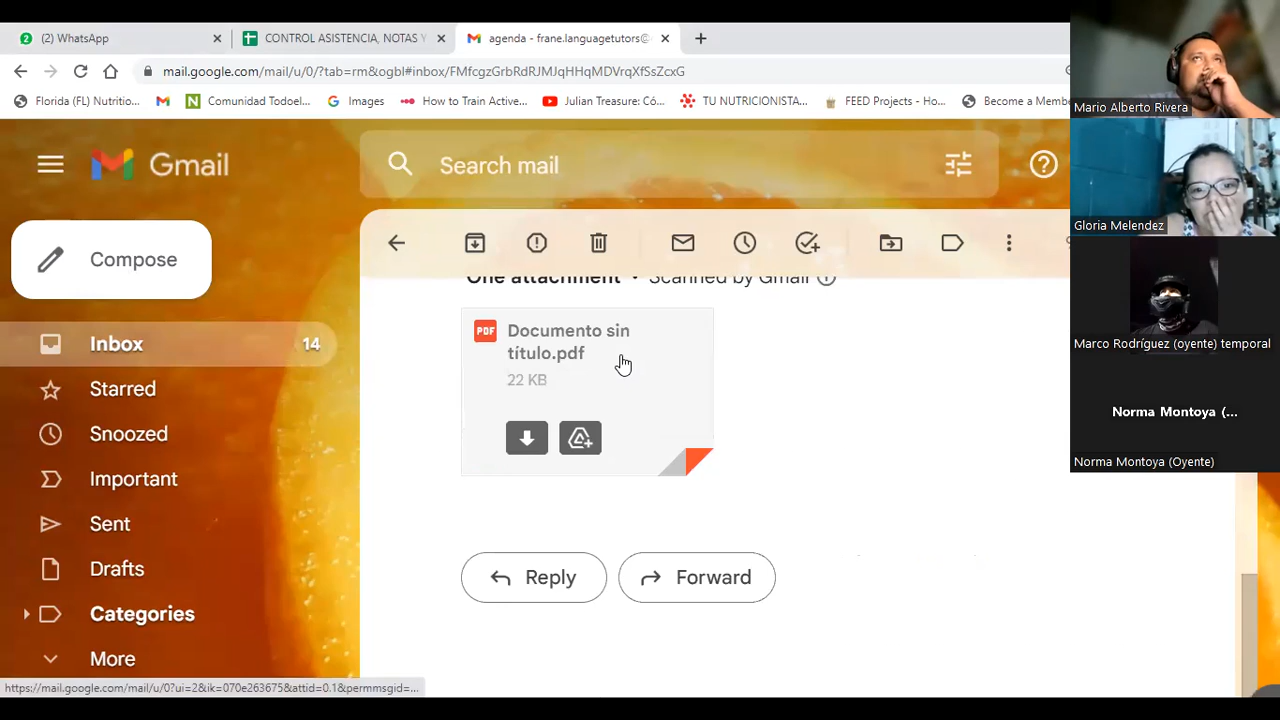 (2) WhatsApp
CONTROL ASISTENCIA, NOTAS Y
agenda - frane.languagetutors@
mail.google.com/mail/u/0/?tab=rm&ogbl#inbox/FMfcgzGrbRdRJMJqHHqMDVrqXfSsZcxG
Florida (FL) Nutritio...
Comunidad Todoel...
Images
How to Train Active...
Julian Treasure: Có...
TU NUTRICIONISTA...
FEED Projects - Ho...
Become a Membe
Mario Alberto Rivera
Gmail
Search mail
Gloria Melendez
Compose
One attachment • Scanned by Gmail
PDF
Documento sin
título.pdf
22 KB
Marco Rodríguez (oyente) temporal
Norma Montoya (...
Norma Montoya (Oyente)
Inbox
14
Starred
Snoozed
Important
Sent
Drafts
Categories
More
Reply
Forward
https://mail.google.com/mail/u/0?ui=2&ik=070e263675&attid=0.1&permmsgid=...